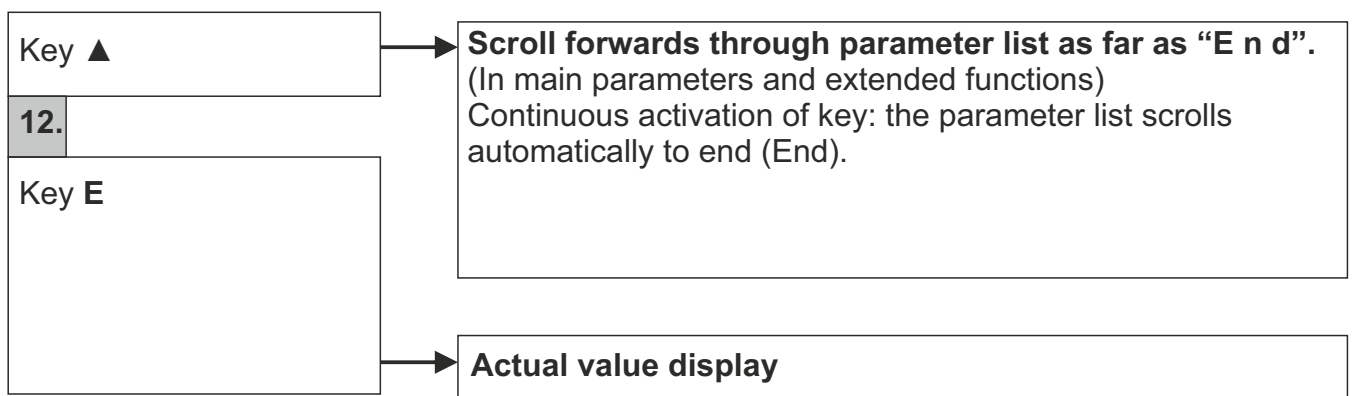 Key ▲
Scroll forwards through parameter list as far as “E n d”.
(In main parameters and extended functions)
Continuous activation of key: the parameter list scrolls
automatically to end (End).
12.
Key E
Actual value display